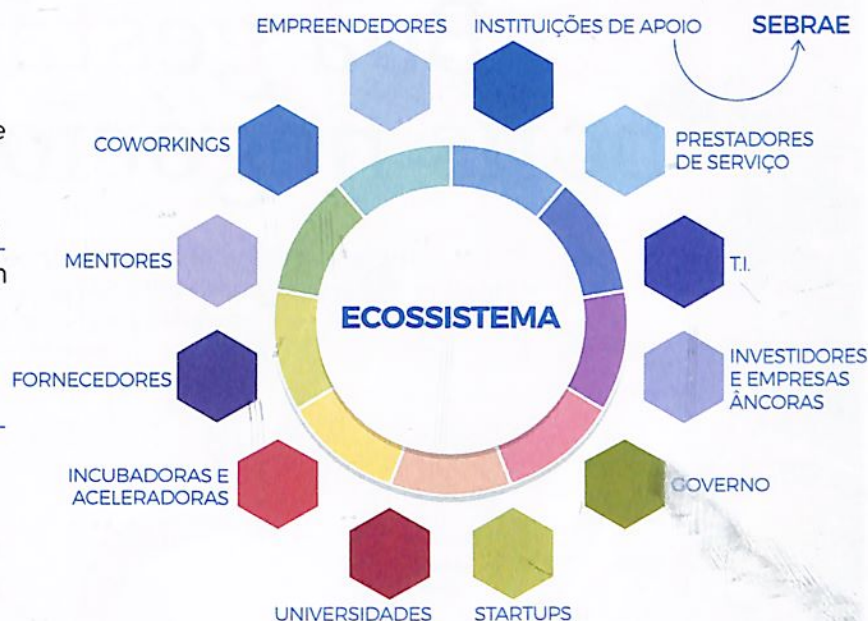 EMPREENDEDORES
INSTITUIÇÕES DE APOIO
SEBRAE
COWORKINGS
PRESTADORES
DE SERVIÇO
MENTORES
T.I.
ECOSSISTEMA
FORNECEDORES
INVESTIDORES
E EMPRESAS
ÂNCORAS
INCUBADORAS E
ACELERADORAS
GOVERNO
UNIVERSIDADES
STARTUPS